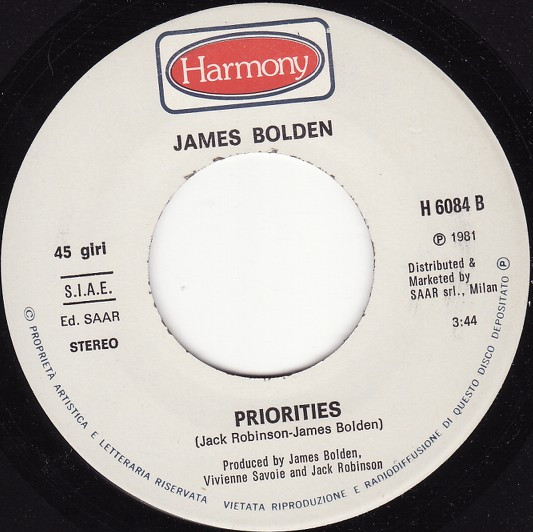 Harmony
JAMES BOLDEN
45 giri
S.I.A.E.
Ed. SAAR
STEREO
H 6084 B
℗ 1981
Distributed &
Marketed by
SAAR srl., Milan
3:44
PRIORITIES
(Jack Robinson-James Bolden)
Produced by James Bolden,
Vivienne Savoie and Jack Robinson
© PROPRIETÀ ARTISTICA E LETTERARIA RISERVATA VIETATA RIPRODUZIONE E RADIODIFFUSIONE DI QUESTO DISCO DEPOSITATO ℗